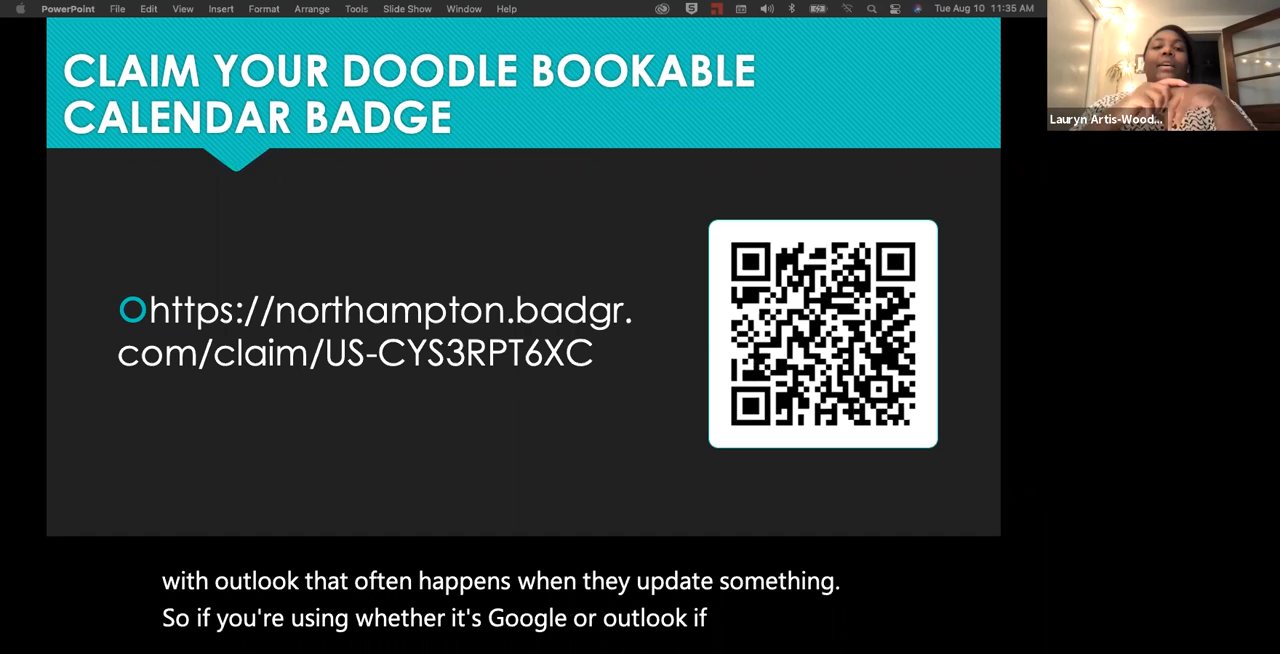 PowerPoint File Edit View Insert Format Arrange Tools Slide Show Window Help Tue Aug 10 11:35 AM
Lauryn Artis-Wood...
CLAIM YOUR DOODLE BOOKABLE
CALENDAR BADGE
https://northampton.badgr.
com/claim/US-CYS3RPT6XC
with outlook that often happens when they update something.
So if you're using whether it's Google or outlook if